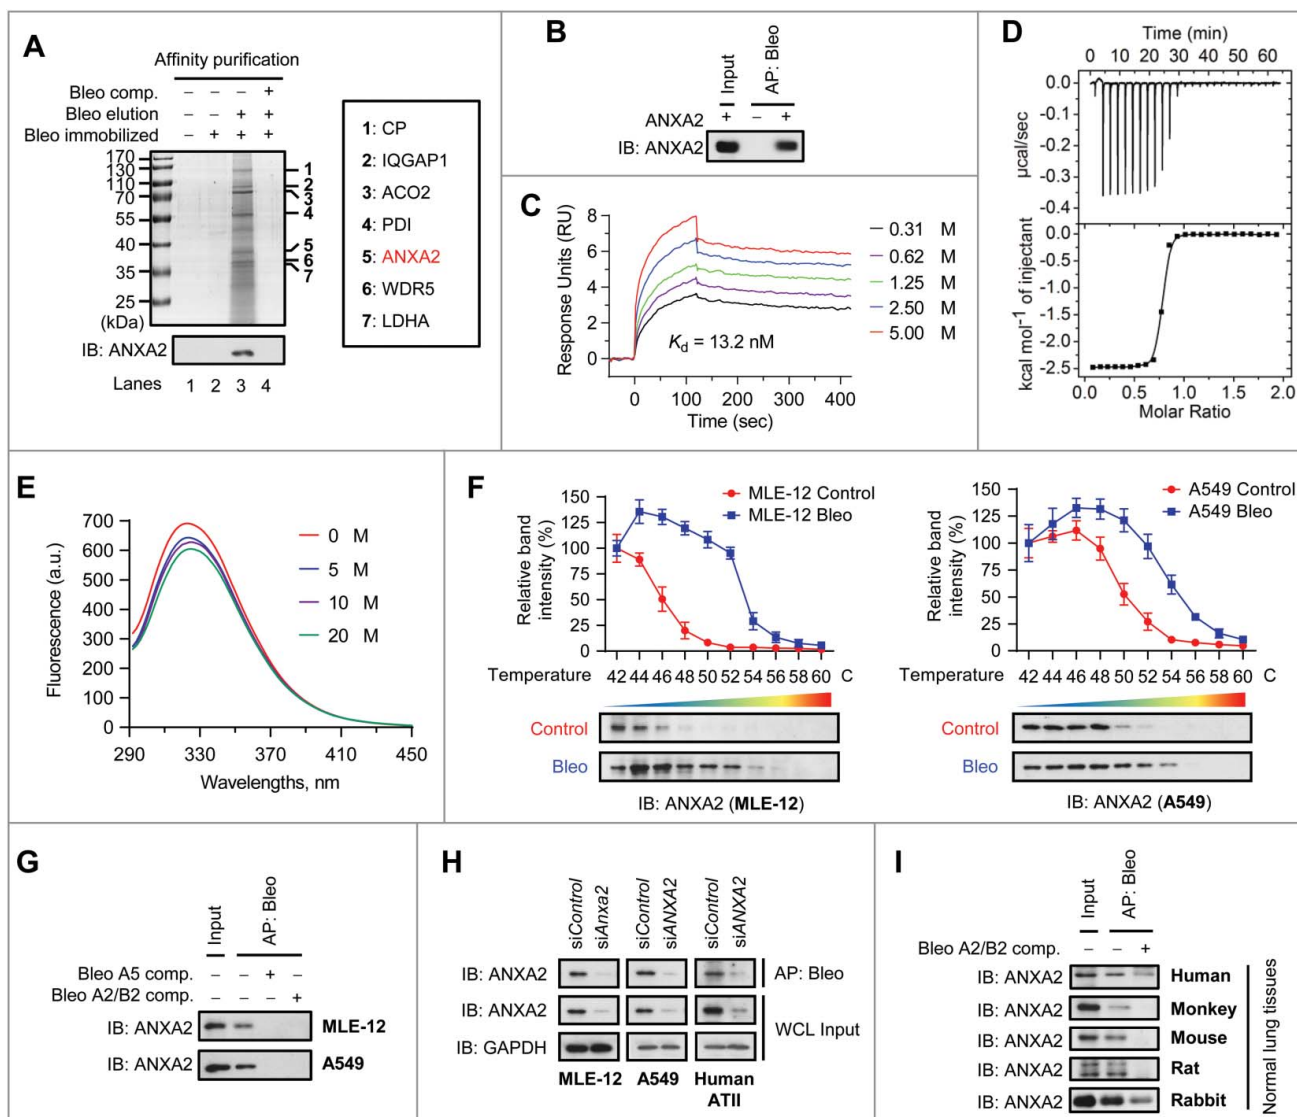 A
Affinity purification
Bleo comp. – – – +
Bleo elution – – + +
Bleo immobilized – + + +
170
130
110
70
55
40
35
25
(kDa)
1
2
3
4
5
6
7
IB: ANXA2
Lanes 1 2 3 4
1: CP
2: IQGAP1
3: ACO2
4: PDI
5: ANXA2
6: WDR5
7: LDHA
B
Input
AP: Bleo
ANXA2 + – +
IB: ANXA2
C
Response Units (RU)
8
6
4
2
0
Kd = 13.2 nM
0 100 200 300 400
Time (sec)
0.31 M
0.62 M
1.25 M
2.50 M
5.00 M
D
Time (min)
0 10 20 30 40 50 60
µcal/sec
0.0
-0.1
-0.2
-0.3
-0.4
kcal mol-1 of injectant
0.0
-0.5
-1.0
-1.5
-2.0
-2.5
0.0 0.5 1.0 1.5 2.0
Molar Ratio
E
Fluorescence (a.u.)
700
600
500
400
300
200
100
0
290 330 370 410 450
Wavelengths, nm
0 M
5 M
10 M
20 M
F
Relative band
intensity (%)
150
125
100
75
50
25
0
MLE-12 Control
MLE-12 Bleo
Temperature 42 44 46 48 50 52 54 56 58 60 C
Control
Bleo
IB: ANXA2 (MLE-12)
Relative band
intensity (%)
150
125
100
75
50
25
0
A549 Control
A549 Bleo
Temperature 42 44 46 48 50 52 54 56 58 60 C
Control
Bleo
IB: ANXA2 (A549)
G
Input
AP: Bleo
Bleo A5 comp. – – + –
Bleo A2/B2 comp. – – – +
IB: ANXA2 MLE-12
IB: ANXA2 A549
H
siControl siAnxa2 siControl siANXA2 siControl siANXA2
IB: ANXA2 AP: Bleo
IB: ANXA2
WCL Input
IB: GAPDH
MLE-12 A549 Human
ATII
I
Input
AP: Bleo
Bleo A2/B2 comp. – – +
IB: ANXA2 Human
IB: ANXA2 Monkey
IB: ANXA2 Mouse
IB: ANXA2 Rat
IB: ANXA2 Rabbit
Normal lung tissues